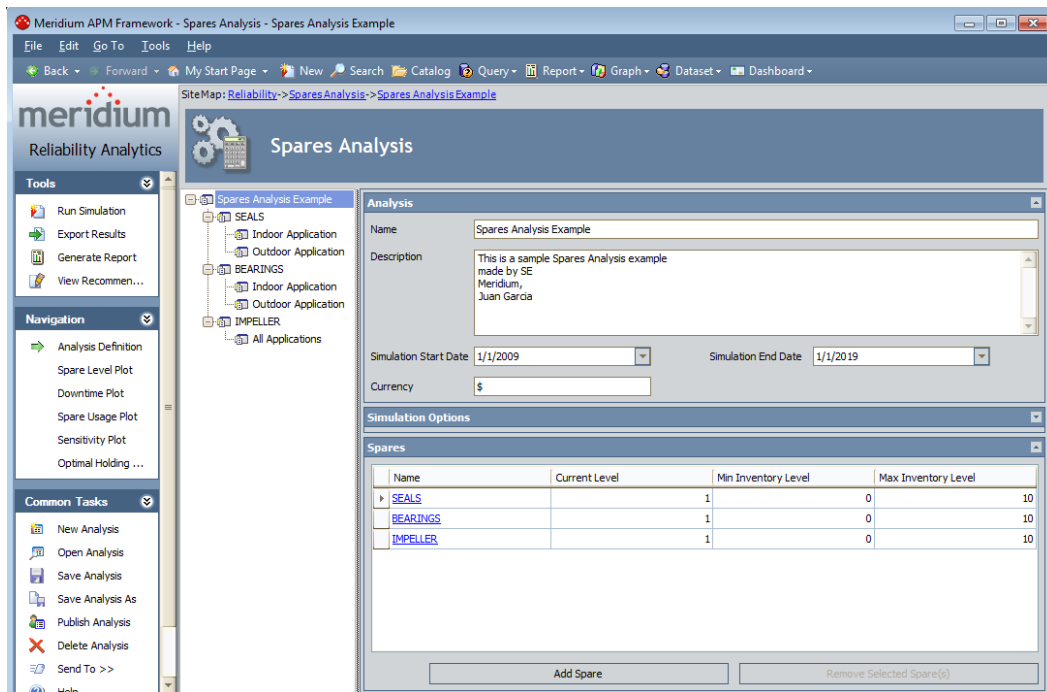 Meridium APM Framework - Spares Analysis - Spares Analysis Example
File Edit Go To Tools Help
Back Forward My Start Page New Search Catalog Query Report Graph Dataset Dashboard
SiteMap: Reliability->Spares Analysis->Spares Analysis Example
meridium
Reliability Analytics
Spares Analysis
Tools
Run Simulation
Export Results
Generate Report
View Recommen...
Navigation
Analysis Definition
Spare Level Plot
Downtime Plot
Spare Usage Plot
Sensitivity Plot
Optimal Holding ...
Common Tasks
New Analysis
Open Analysis
Save Analysis
Save Analysis As
Publish Analysis
Delete Analysis
Send To >>
Help
Spares Analysis Example
SEALS
Indoor Application
Outdoor Application
BEARINGS
Indoor Application
Outdoor Application
IMPELLER
All Applications
Analysis
Name Spares Analysis Example
Description This is a sample Spares Analysis example
made by SE
Meridium,
Juan Garcia
Simulation Start Date 1/1/2009 Simulation End Date 1/1/2019
Currency $
Simulation Options
Spares
Name Current Level Min Inventory Level Max Inventory Level
SEALS 1 0 10
BEARINGS 1 0 10
IMPELLER 1 0 10
Add Spare Remove Selected Spare(s)